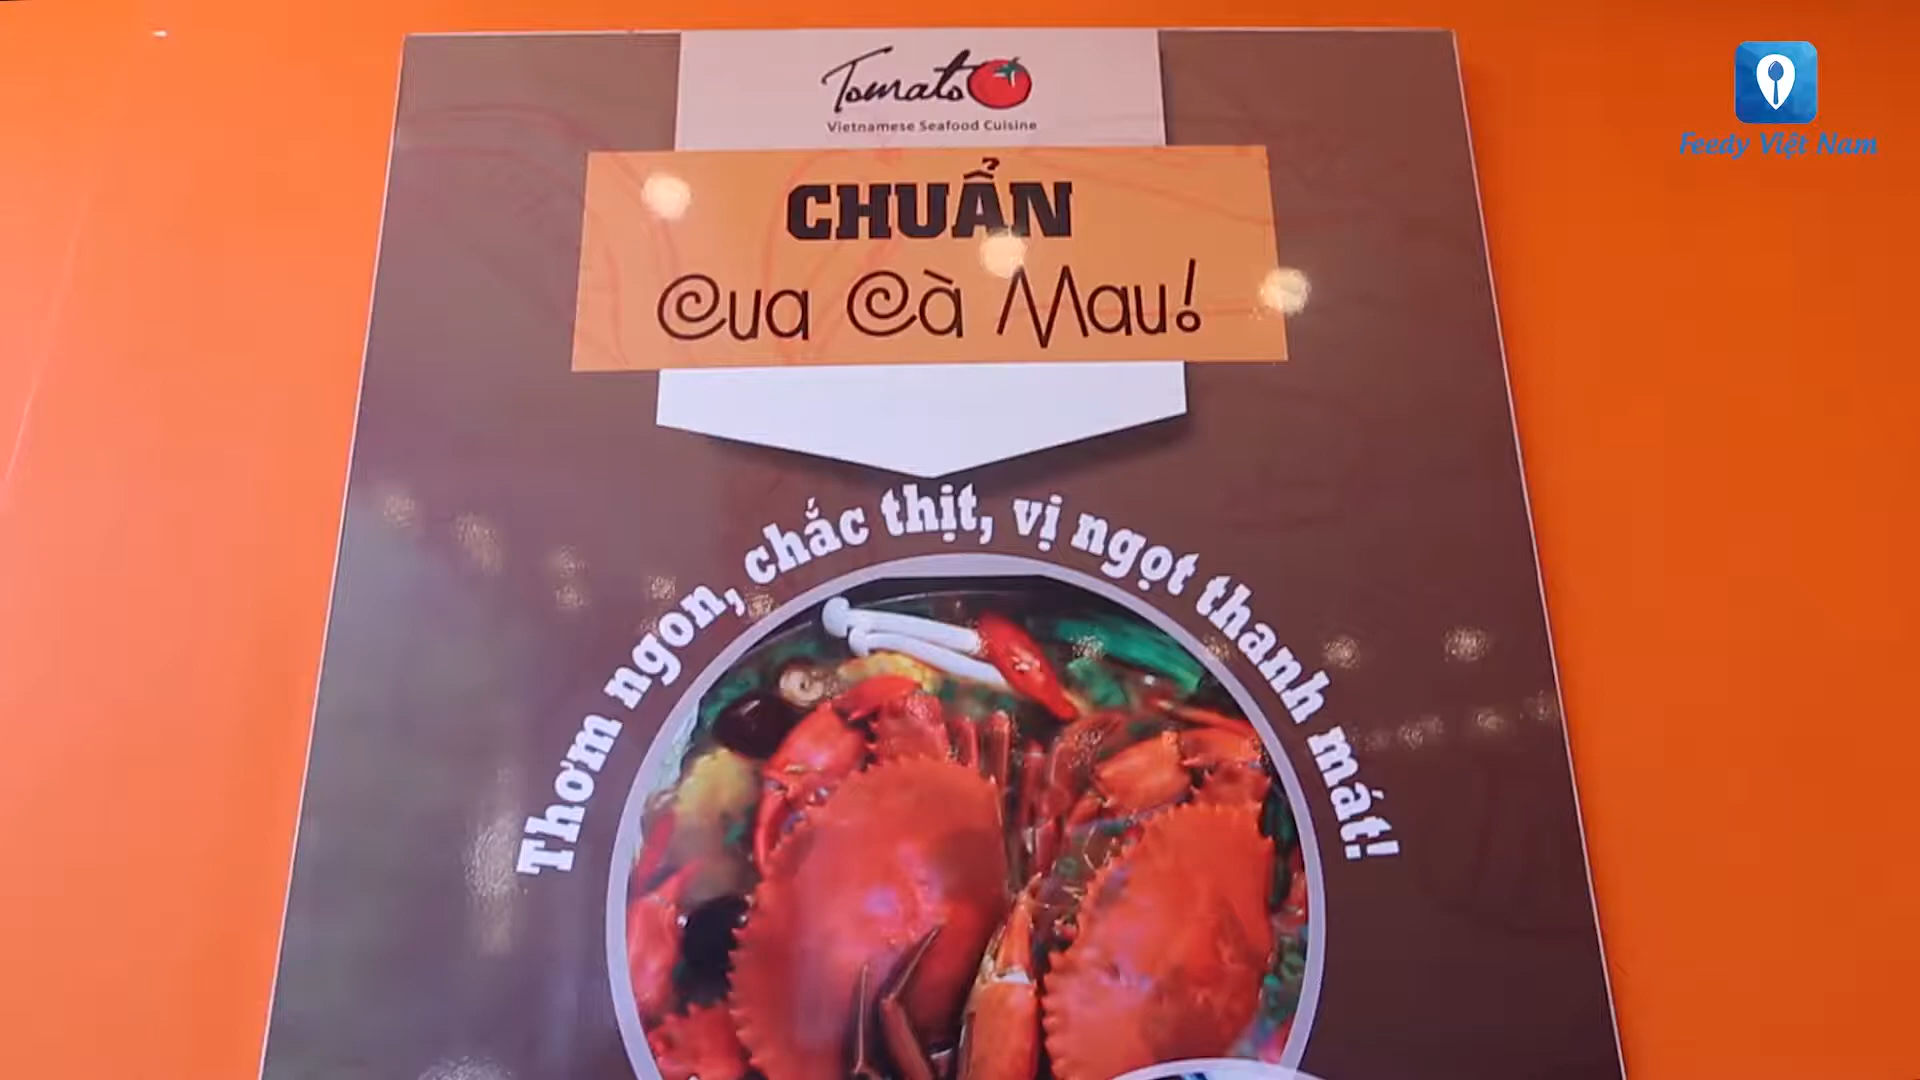 Tomato
Vietnamese Seafood Cuisine
CHUẨN
Cua Cà Mau!
Thơm ngon, chắc thịt, vị ngọt thanh mát!
Feedy Việt Nam